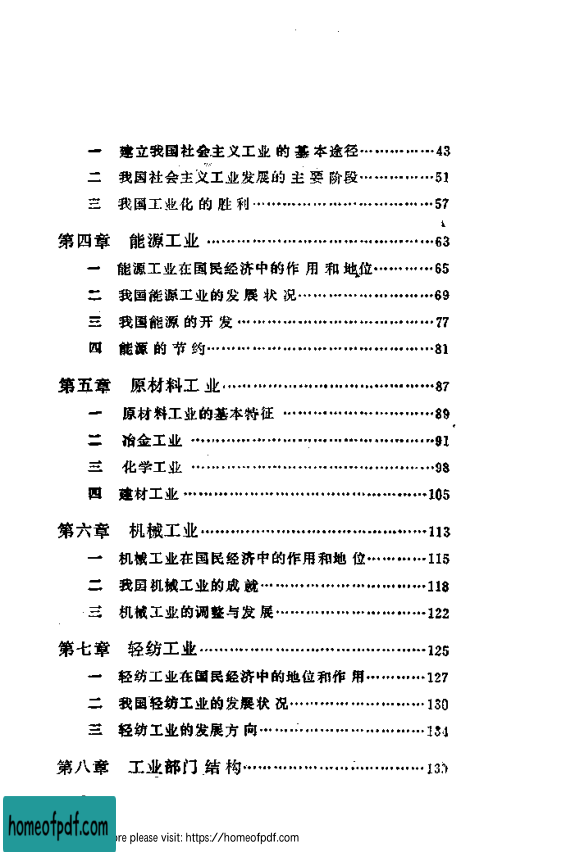 一 建立我国社会主义工业的基本途径……………43
二 我国社会主义工业发展的主要阶段……………51
三 我国工业化的胜利………………………………57
第四章 能源工业……………………………………63
一 能源工业在国民经济中的作用和地位…………65
二 我国能源工业的发展状况………………………69
三 我国能源的开发…………………………………77
四 能源的节约………………………………………81
第五章 原材料工业…………………………………87
一 原材料工业的基本特征…………………………89
二 冶金工业…………………………………………91
三 化学工业…………………………………………98
四 建材工业…………………………………………105
第六章 机械工业……………………………………113
一 机械工业在国民经济中的作用和地位…………115
二 我国机械工业的成就……………………………118
三 机械工业的调整与发展…………………………122
第七章 轻纺工业……………………………………125
一 轻纺工业在国民经济中的地位和作用…………127
二 我国轻纺工业的发展状况………………………130
三 轻纺工业的发展方向……………………………134
第八章 工业部门结构………………………………
homeofpdf.com
please visit: https://homeofpdf.com